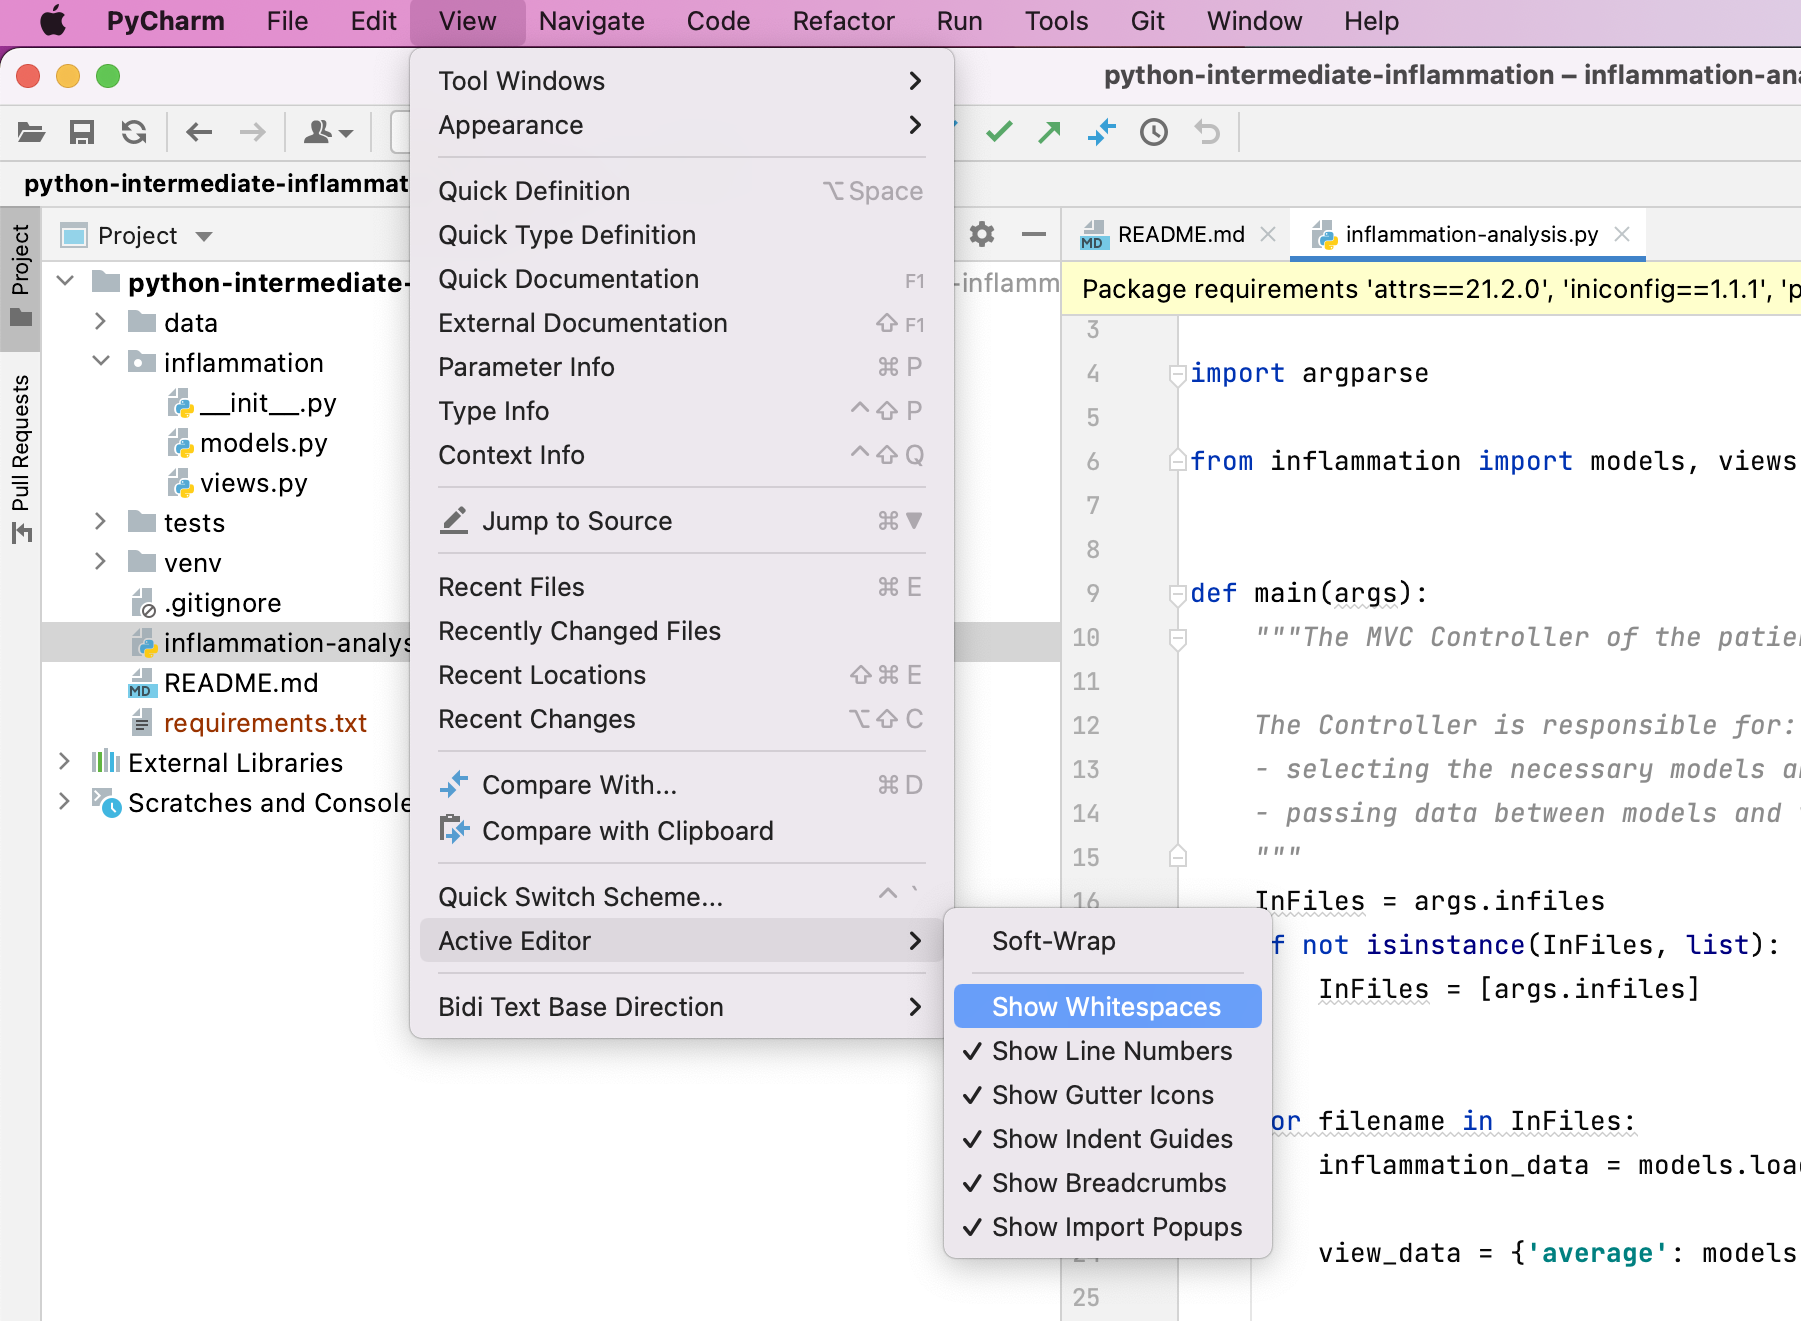 PyCharm File Edit View Navigate Code Refactor Run Tools Git Window Help
python-intermediate-inflammation – inflammation-ana
python-intermediate-inflammat
Project
Pull Requests
Project
python-intermediate-
-inflamm
data
inflammation
__init__.py
models.py
views.py
tests
venv
.gitignore
inflammation-analys
MD README.md
requirements.txt
External Libraries
Scratches and Console
Tool Windows
Appearance
Quick Definition ⌥Space
Quick Type Definition
Quick Documentation F1
External Documentation ⇧F1
Parameter Info ⌘P
Type Info ^⇧P
Context Info ^⇧Q
Jump to Source ⌘▼
Recent Files ⌘E
Recently Changed Files
Recent Locations ⇧⌘E
Recent Changes ⌥⇧C
Compare With... ⌘D
Compare with Clipboard
Quick Switch Scheme... ^`
Active Editor
Bidi Text Base Direction
Soft-Wrap
Show Whitespaces
✓ Show Line Numbers
✓ Show Gutter Icons
✓ Show Indent Guides
✓ Show Breadcrumbs
✓ Show Import Popups
MD README.md
inflammation-analysis.py
Package requirements 'attrs==21.2.0', 'iniconfig==1.1.1', 'p
3
4 import argparse
5
6 from inflammation import models, views
7
8
9 def main(args):
10 """The MVC Controller of the patie
11
12 The Controller is responsible for:
13 - selecting the necessary models a
14 - passing data between models and
15 """
16 InFiles = args.infiles
f not isinstance(InFiles, list):
InFiles = [args.infiles]
or filename in InFiles:
inflammation_data = models.loa
24 view_data = {'average': models
25